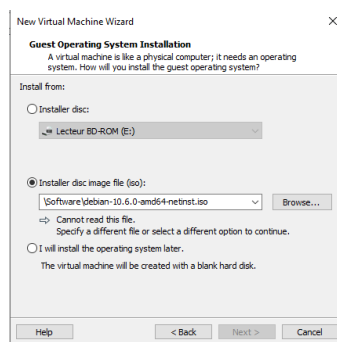 New Virtual Machine Wizard
Guest Operating System Installation
A virtual machine is like a physical computer; it needs an operating
system. How will you install the guest operating system?
Install from:
Installer disc:
Lecteur BD-ROM (E:)
Installer disc image file (iso):
\Software\debian-10.6.0-amd64-netinst.iso
Browse...
Cannot read this file.
Specify a different file or select a different option to continue.
I will install the operating system later.
The virtual machine will be created with a blank hard disk.
Help
< Back
Next >
Cancel